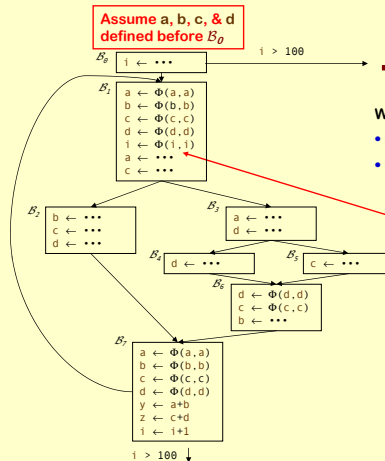 Assume a, b, c, & d
defined before B0
B0
i ← •••
i > 100
B1
a ← Φ(a,a)
b ← Φ(b,b)
c ← Φ(c,c)
d ← Φ(d,d)
i ← Φ(i,i)
a ← •••
c ← •••
W
B2
b ← •••
c ← •••
d ← •••
B3
a ← •••
d ← •••
B4
d ← •••
B5
c ← •••
B6
d ← Φ(d,d)
c ← Φ(c,c)
b ← •••
B7
a ← Φ(a,a)
b ← Φ(b,b)
c ← Φ(c,c)
d ← Φ(d,d)
y ← a+b
z ← c+d
i ← i+1
i > 100